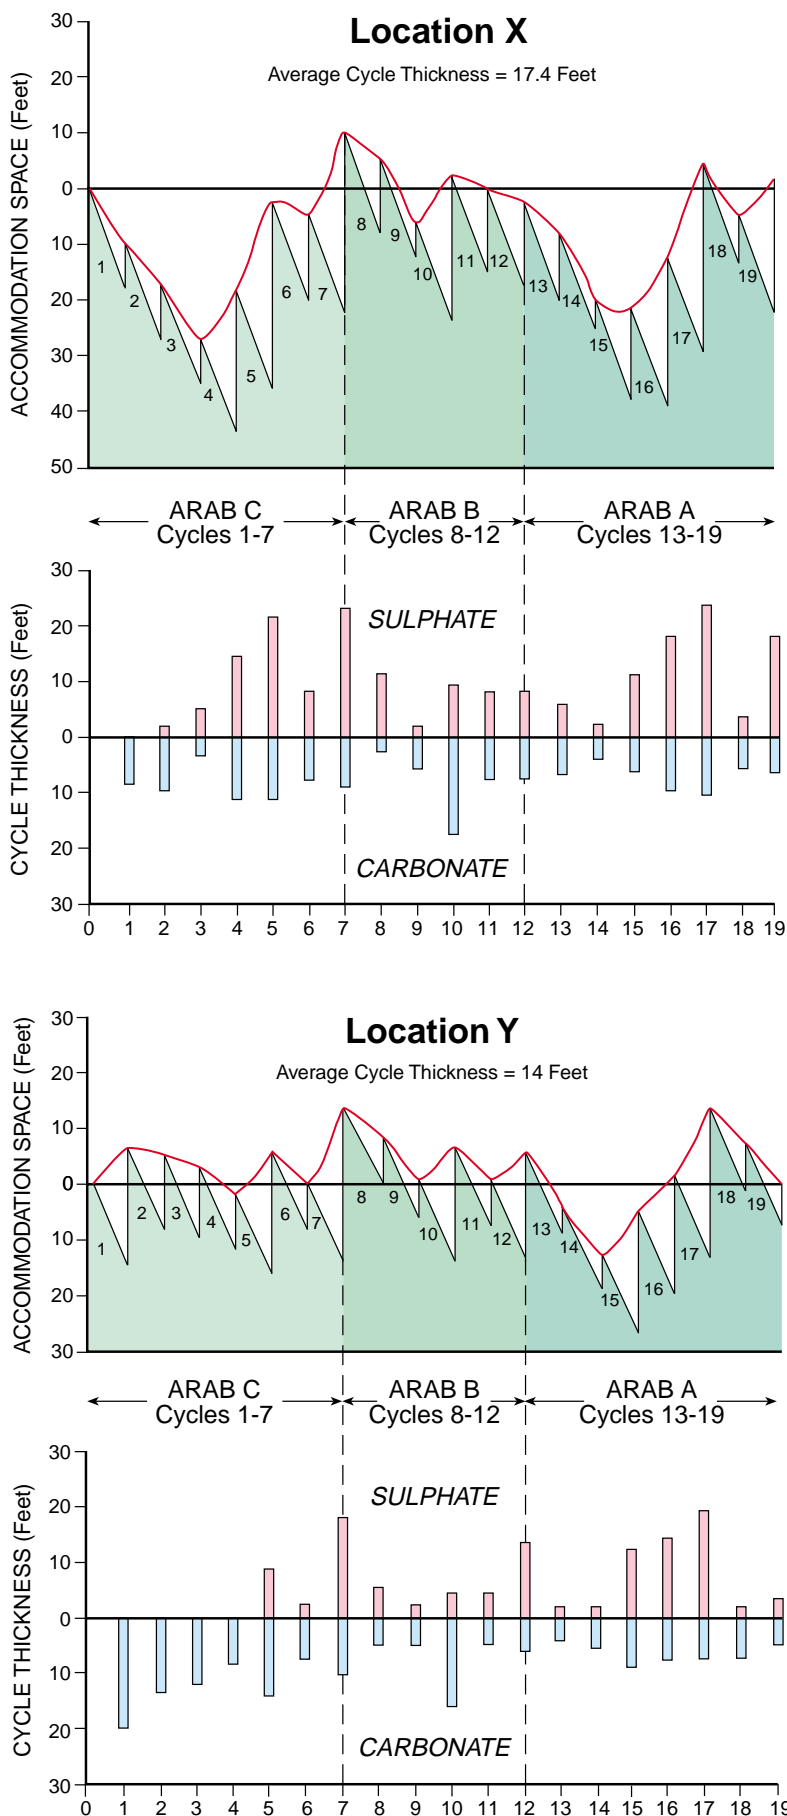 Location X
Average Cycle Thickness = 17.4 Feet
ACCOMMODATION SPACE (Feet)
30
20
10
0
10
20
30
40
50
1
2
3
4
5
6
7
8
9
10
11
12
13
14
15
16
17
18
19
ARAB C
Cycles 1-7
ARAB B
Cycles 8-12
ARAB A
Cycles 13-19
CYCLE THICKNESS (Feet)
30
20
10
0
10
20
30
SULPHATE
CARBONATE
0 1 2 3 4 5 6 7 8 9 10 11 12 13 14 15 16 17 18 19
Location Y
Average Cycle Thickness = 14 Feet
ACCOMMODATION SPACE (Feet)
30
20
10
0
10
20
30
1
2
3
4
5
6
7
8
9
10
11
12
13
14
15
16
17
18
19
ARAB C
Cycles 1-7
ARAB B
Cycles 8-12
ARAB A
Cycles 13-19
CYCLE THICKNESS (Feet)
30
20
10
0
10
20
30
SULPHATE
CARBONATE
0 1 2 3 4 5 6 7 8 9 10 11 12 13 14 15 16 17 18 19